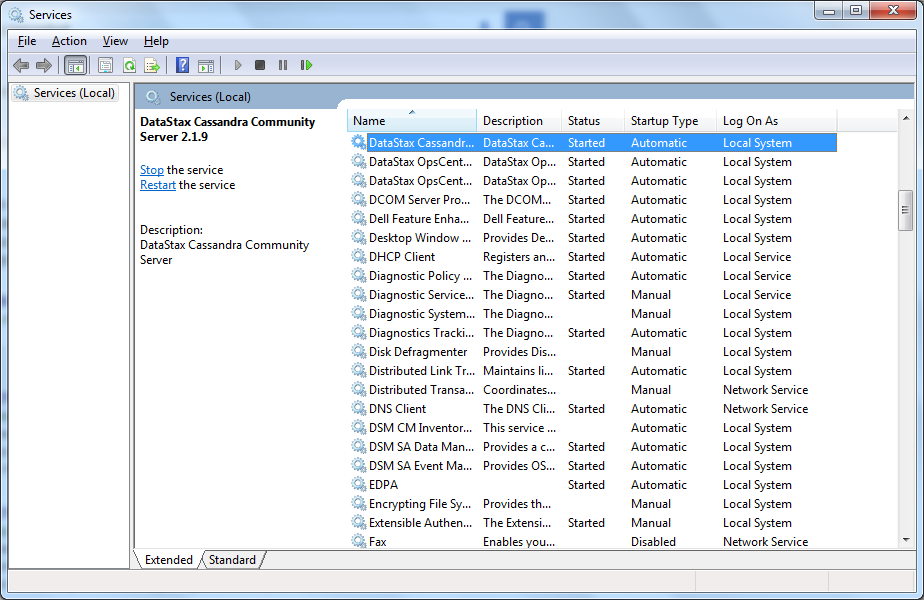 Services
File Action View Help
Services (Local)
Services (Local)
DataStax Cassandra Community
Server 2.1.9
Stop the service
Restart the service
Description:
DataStax Cassandra Community
Server
Name Description Status Startup Type Log On As
DataStax Cassandr... DataStax Ca... Started Automatic Local System
DataStax OpsCent... DataStax Op... Started Automatic Local System
DataStax OpsCent... DataStax Op... Started Automatic Local System
DCOM Server Pro... The DCOM... Started Automatic Local System
Dell Feature Enha... Dell Feature... Started Automatic Local System
Desktop Window ... Provides De... Started Automatic Local System
DHCP Client Registers an... Started Automatic Local Service
Diagnostic Policy ... The Diagno... Started Automatic Local Service
Diagnostic Service... The Diagno... Started Manual Local Service
Diagnostic System... The Diagno... Manual Local System
Diagnostics Tracki... The Diagno... Started Automatic Local System
Disk Defragmenter Provides Dis... Manual Local System
Distributed Link Tr... Maintains li... Started Automatic Local System
Distributed Transa... Coordinates... Manual Network Service
DNS Client The DNS Cli... Started Automatic Network Service
DSM CM Inventor... This service ... Automatic Local System
DSM SA Data Man... Provides a c... Started Automatic Local System
DSM SA Event Ma... Provides OS... Started Automatic Local System
EDPA Started Automatic Local System
Encrypting File Sy... Provides th... Manual Local System
Extensible Authen... The Extensi... Started Manual Local System
Fax Enables you... Disabled Network Service
Extended Standard